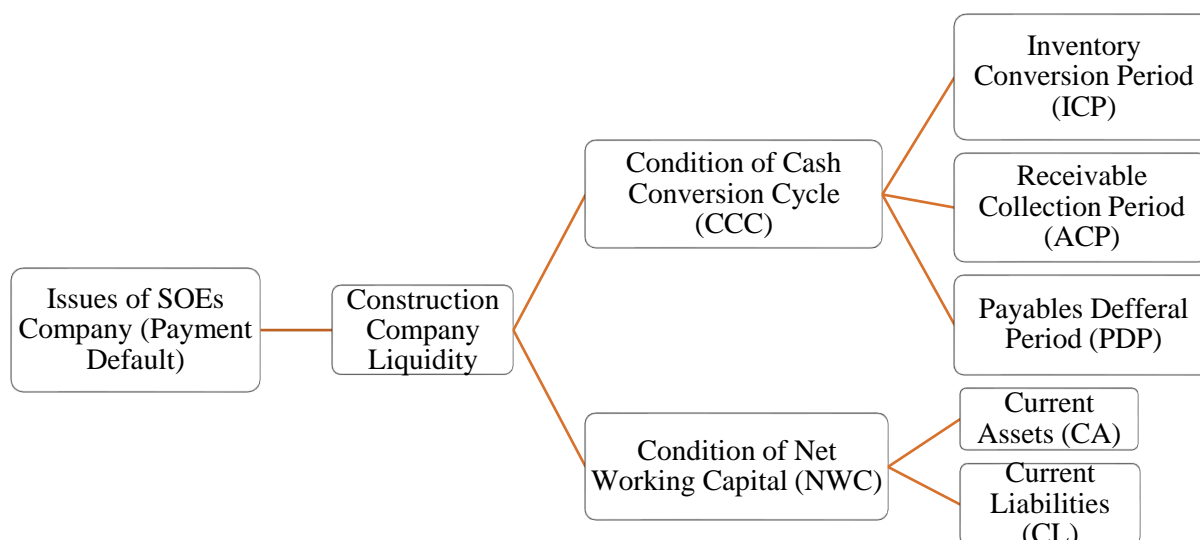 Issues of SOEs
Company (Payment
Default)
Construction
Company
Liquidity
Condition of Cash
Conversion Cycle
(CCC)
Condition of Net
Working Capital (NWC)
Inventory
Conversion Period
(ICP)
Receivable
Collection Period
(ACP)
Payables Defferal
Period (PDP)
Current
Assets (CA)
Current
Liabilities
(CL)